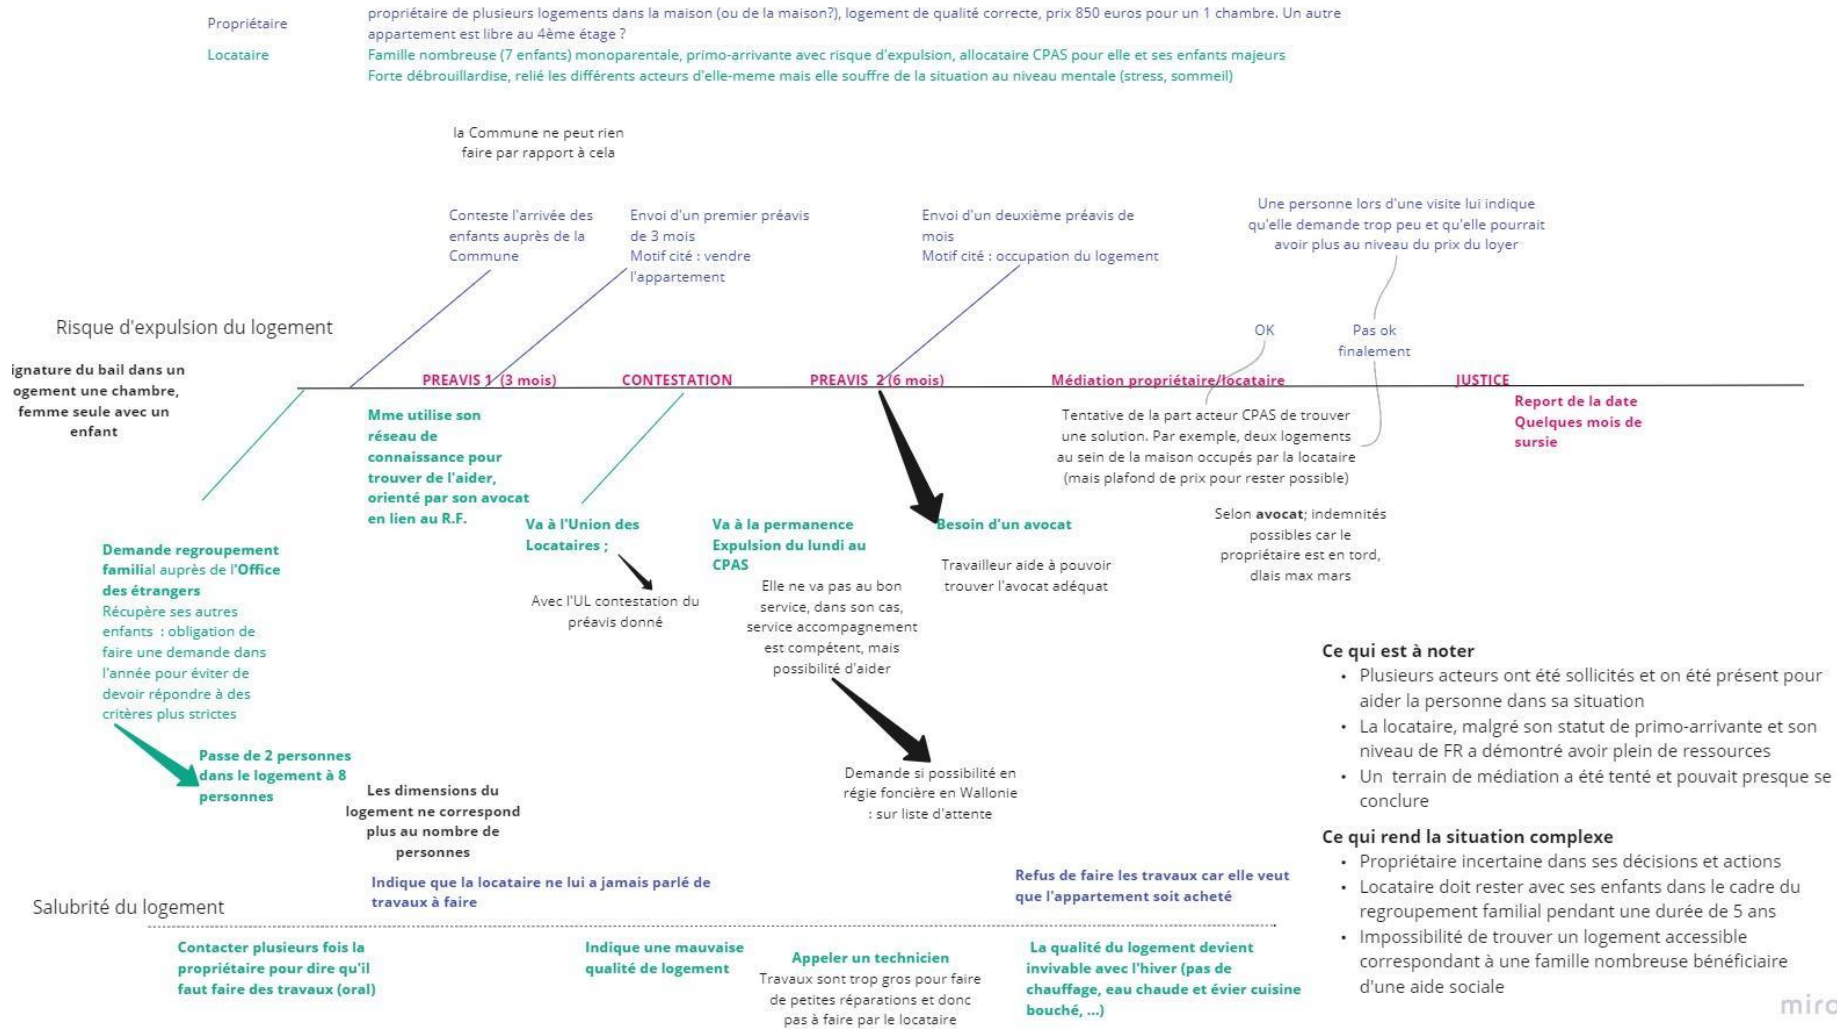 Propriétaire
propriétaire de plusieurs logements dans la maison (ou de la maison?), logement de qualité correcte, prix 850 euros pour un 1 chambre. Un autre
appartement est libre au 4ème étage ?
Locataire
Famille nombreuse (7 enfants) monoparentale, primo-arrivante avec risque d'expulsion, allocataire CPAS pour elle et ses enfants majeurs
Forte débrouillardise, relié les différents acteurs d'elle-meme mais elle souffre de la situation au niveau mentale (stress, sommeil)
la Commune ne peut rien
faire par rapport à cela
Conteste l'arrivée des
enfants auprès de la
Commune
Envoi d'un premier préavis
de 3 mois
Motif cité : vendre
l'appartement
Envoi d'un deuxième préavis de
mois
Motif cité : occupation du logement
Une personne lors d'une visite lui indique
qu'elle demande trop peu et qu'elle pourrait
avoir plus au niveau du prix du loyer
Risque d'expulsion du logement
OK
Pas ok
finalement
ignature du bail dans un
ogement une chambre,
femme seule avec un
enfant
PREAVIS 1 (3 mois)
CONTESTATION
PREAVIS 2 (6 mois)
Médiation propriétaire/locataire
JUSTICE
Report de la date
Quelques mois de
sursie
Mme utilise son
réseau de
connaissance pour
trouver de l'aider,
orienté par son avocat
en lien au R.F.
Tentative de la part acteur CPAS de trouver
une solution. Par exemple, deux logements
au sein de la maison occupés par la locataire
(mais plafond de prix pour rester possible)
Selon avocat; indemnités
possibles car le
propriétaire est en tord,
dlais max mars
Va à l'Union des
Locataires ;
Avec l'UL contestation du
préavis donné
Va à la permanence
Expulsion du lundi au
CPAS
Elle ne va pas au bon
service, dans son cas,
service accompagnement
est compétent, mais
possibilité d'aider
Besoin d'un avocat
Travailleur aide à pouvoir
trouver l'avocat adéquat
Demande regroupement
familial auprès de l'Office
des étrangers
Récupère ses autres
enfants : obligation de
faire une demande dans
l'année pour éviter de
devoir répondre à des
critères plus strictes
Passe de 2 personnes
dans le logement à 8
personnes
Les dimensions du
logement ne correspond
plus au nombre de
personnes
Demande si possibilité en
régie foncière en Wallonie
: sur liste d'attente
Ce qui est à noter
• Plusieurs acteurs ont été sollicités et on été présent pour
aider la personne dans sa situation
• La locataire, malgré son statut de primo-arrivante et son
niveau de FR a démontré avoir plein de ressources
• Un terrain de médiation a été tenté et pouvait presque se
conclure
Ce qui rend la situation complexe
• Propriétaire incertaine dans ses décisions et actions
• Locataire doit rester avec ses enfants dans le cadre du
regroupement familial pendant une durée de 5 ans
• Impossibilité de trouver un logement accessible
correspondant à une famille nombreuse bénéficiaire
d'une aide sociale
Salubrité du logement
Indique que la locataire ne lui a jamais parlé de
travaux à faire
Refus de faire les travaux car elle veut
que l'appartement soit acheté
Contacter plusieurs fois la
propriétaire pour dire qu'il
faut faire des travaux (oral)
Indique une mauvaise
qualité de logement
Appeler un technicien
Travaux sont trop gros pour faire
de petites réparations et donc
pas à faire par le locataire
La qualité du logement devient
invivable avec l'hiver (pas de
chauffage, eau chaude et évier cuisine
bouché, ...)
miro